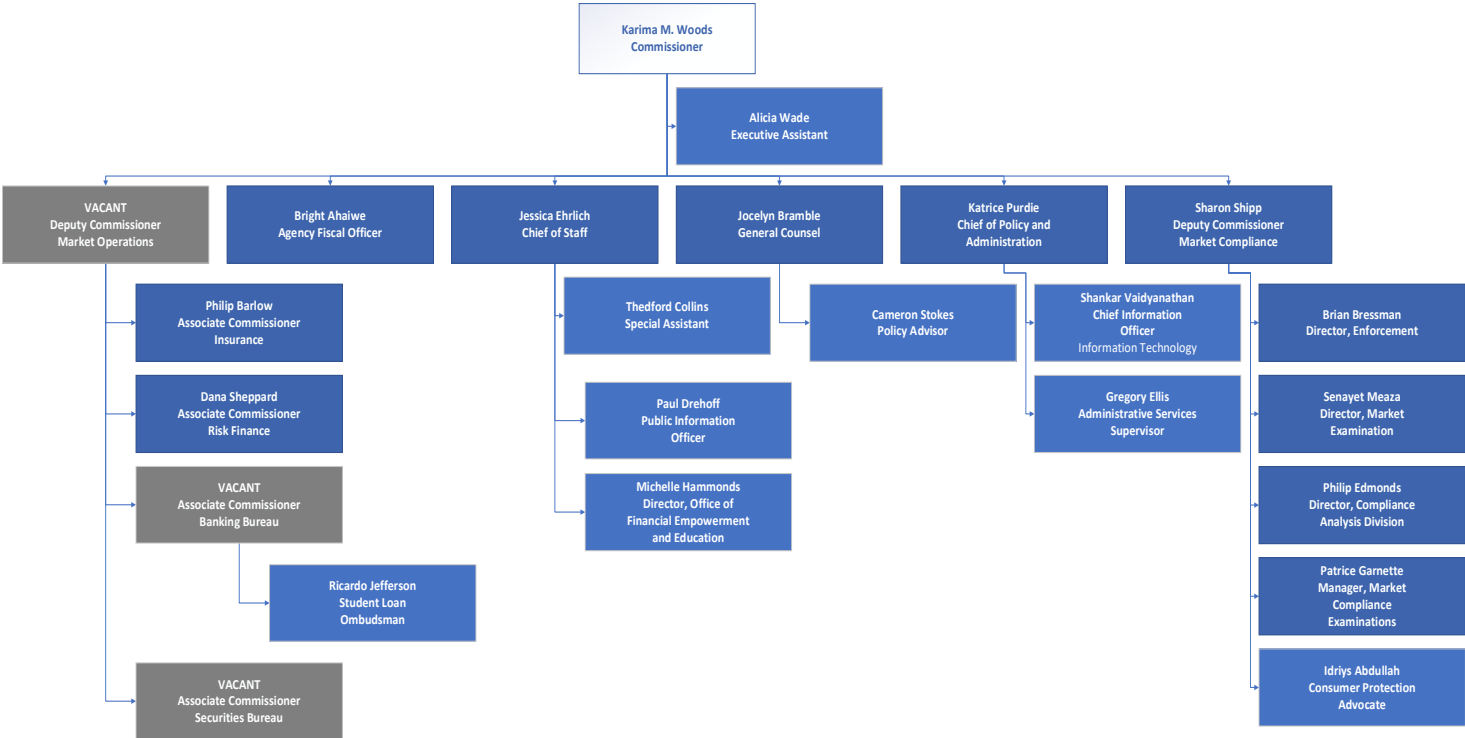 Karima M. Woods
Commissioner
Alicia Wade
Executive Assistant
VACANT
Deputy Commissioner
Market Operations
Bright Ahaiwe
Agency Fiscal Officer
Jessica Ehrlich
Chief of Staff
Jocelyn Bramble
General Counsel
Katrice Purdie
Chief of Policy and
Administration
Sharon Shipp
Deputy Commissioner
Market Compliance
Philip Barlow
Associate Commissioner
Insurance
Dana Sheppard
Associate Commissioner
Risk Finance
VACANT
Associate Commissioner
Banking Bureau
Ricardo Jefferson
Student Loan
Ombudsman
VACANT
Associate Commissioner
Securities Bureau
Thedford Collins
Special Assistant
Paul Drehoff
Public Information
Officer
Michelle Hammonds
Director, Office of
Financial Empowerment
and Education
Cameron Stokes
Policy Advisor
Shankar Vaidyanathan
Chief Information
Officer
Information Technology
Gregory Ellis
Administrative Services
Supervisor
Brian Bressman
Director, Enforcement
Senayet Meaza
Director, Market
Examination
Philip Edmonds
Director, Compliance
Analysis Division
Patrice Garnette
Manager, Market
Compliance
Examinations
Idriys Abdullah
Consumer Protection
Advocate